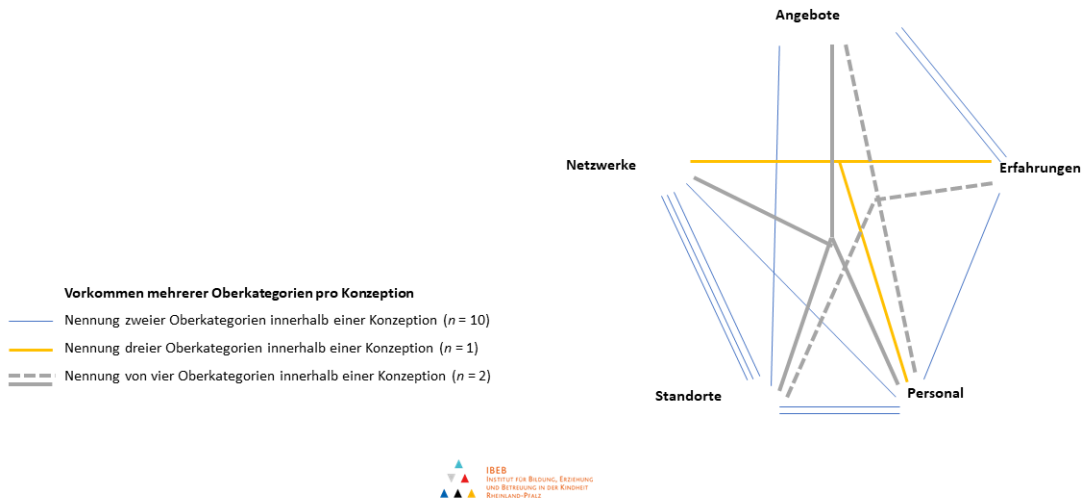 Angebote
Netzwerke
Erfahrungen
Vorkommen mehrerer Oberkategorien pro Konzeption
Nennung zweier Oberkategorien innerhalb einer Konzeption (n = 10)
Nennung dreier Oberkategorien innerhalb einer Konzeption (n = 1)
Nennung von vier Oberkategorien innerhalb einer Konzeption (n = 2)
Standorte
Personal
IBEB
Institut für Bildung, Erziehung
und Betreuung in der Kindheit
Rheinland-Pfalz